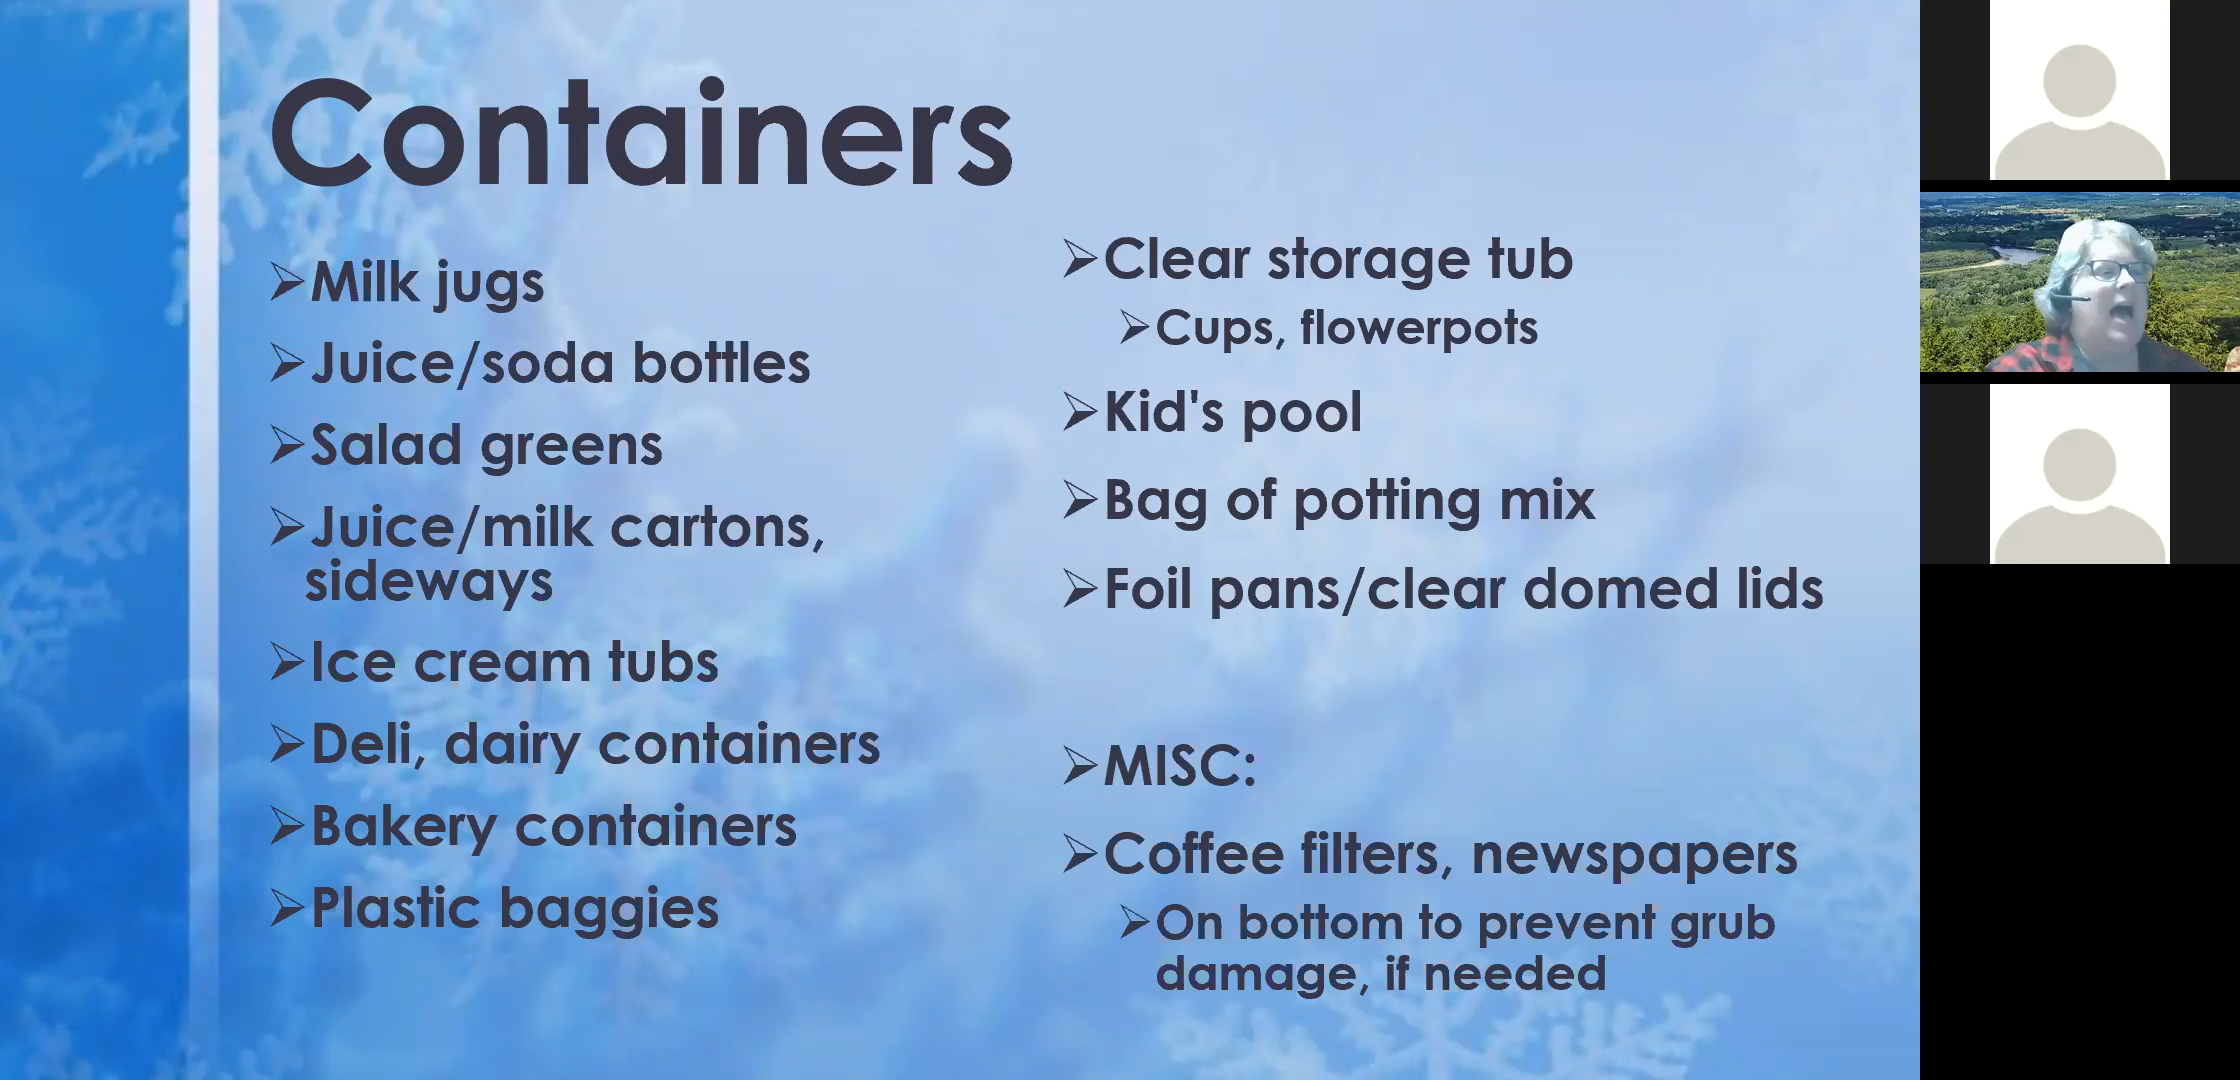 Containers
➢Milk jugs
➢Juice/soda bottles
➢Salad greens
➢Juice/milk cartons,
sideways
➢Ice cream tubs
➢Deli, dairy containers
➢Bakery containers
➢Plastic baggies
➢Clear storage tub
➢Cups, flowerpots
➢Kid's pool
➢Bag of potting mix
➢Foil pans/clear domed lids
➢MISC:
➢Coffee filters, newspapers
➢On bottom to prevent grub
damage, if needed